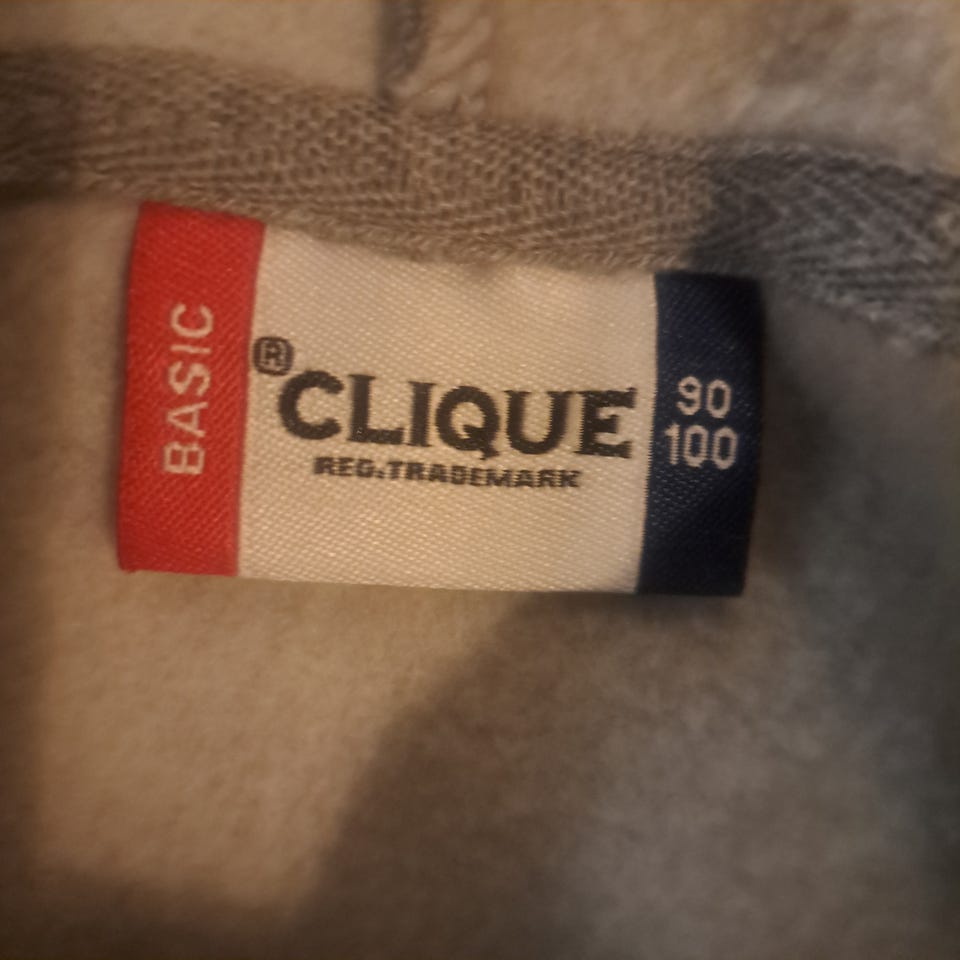 BASIC
®CLIQUE
REG.TRADEMARK
90
100